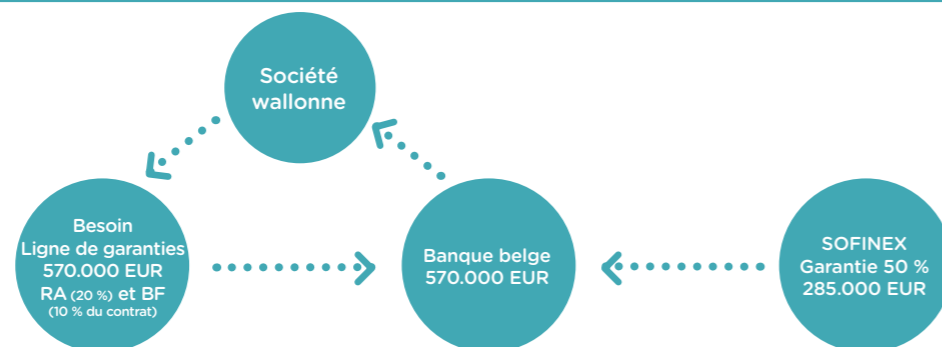 Société
wallonne
Besoin
Ligne de garanties
570.000 EUR
RA (20 %) et BF
(10 % du contrat)
Banque belge
570.000 EUR
SOFINEX
Garantie 50 %
285.000 EUR